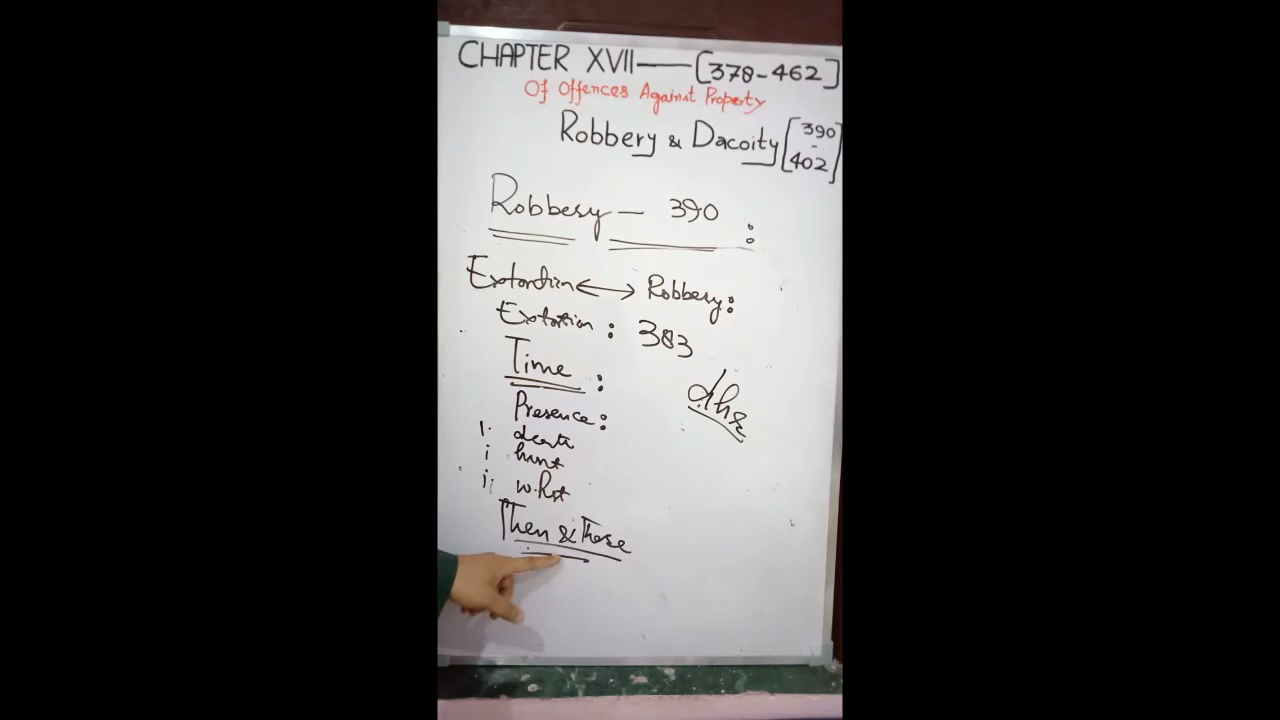 CHAPTER XVII — [378-462]
Of Offences Against Property
Robbery & Dacoity [390
-
402]
Robbery — 390 :
Extortion ↔ Robbery:
Extortion : 383
Time :
Presence:
i. death
i hurt
ii w.Rst
Then & There